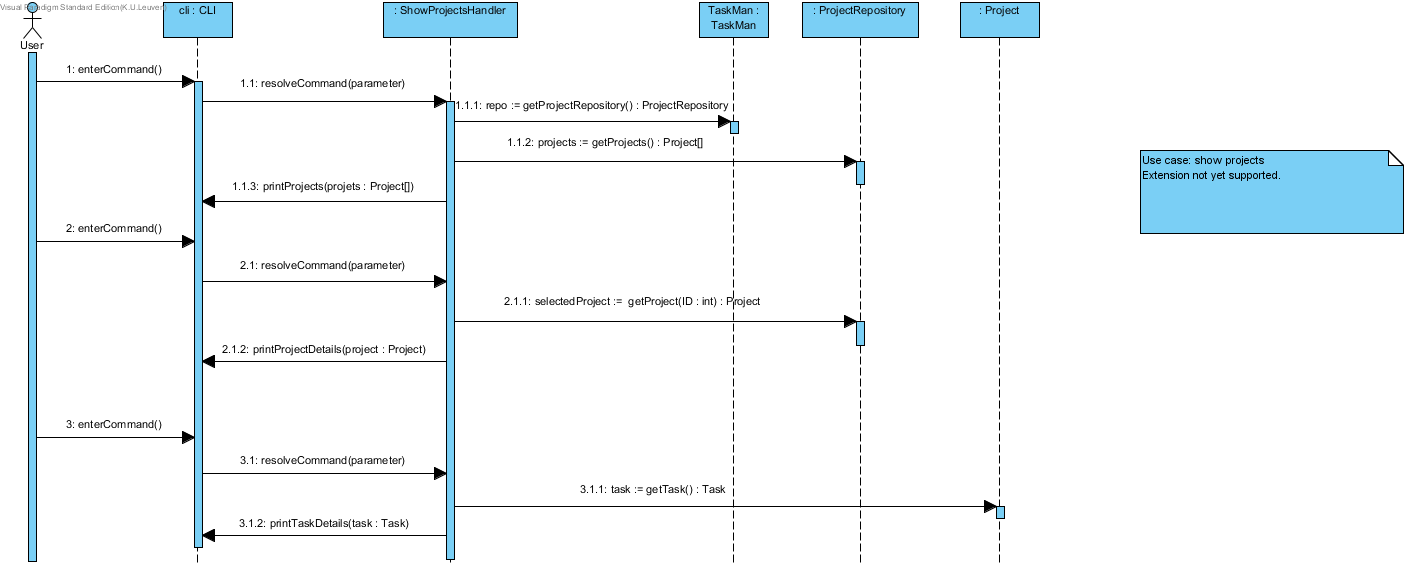 Visual Paradigm Standard Edition(K.U.Leuven)
cli : CLI
: ShowProjectsHandler
TaskMan :
TaskMan
: ProjectRepository
: Project
User
1: enterCommand()
1.1: resolveCommand(parameter)
1.1.1: repo := getProjectRepository() : ProjectRepository
1.1.2: projects := getProjects() : Project[]
Use case: show projects
Extension not yet supported.
1.1.3: printProjects(projets : Project[])
2: enterCommand()
2.1: resolveCommand(parameter)
2.1.1: selectedProject := getProject(ID : int) : Project
2.1.2: printProjectDetails(project : Project)
3: enterCommand()
3.1: resolveCommand(parameter)
3.1.1: task := getTask() : Task
3.1.2: printTaskDetails(task : Task)